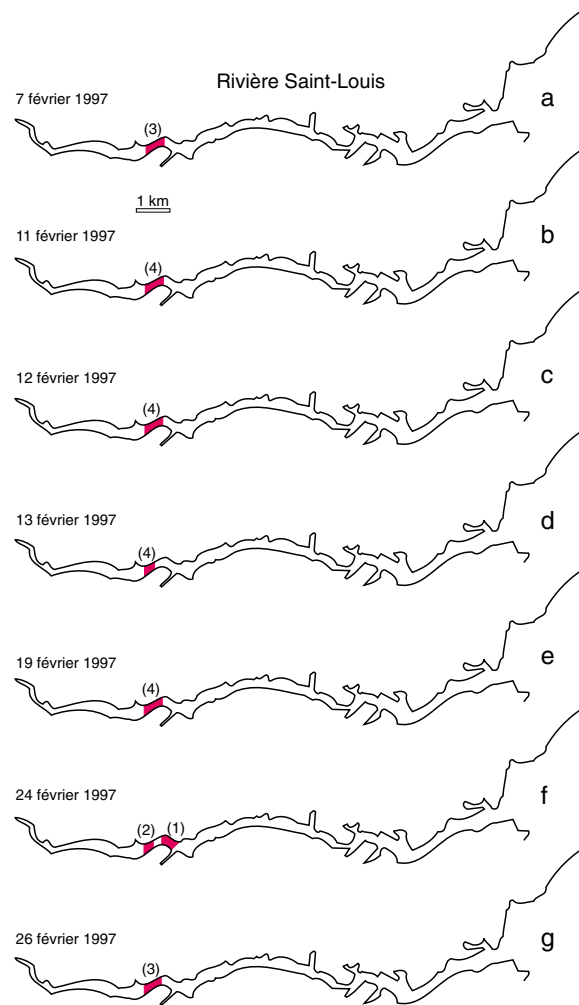 Rivière Saint-Louis
7 février 1997
a
(3)
1 km
11 février 1997
b
(4)
12 février 1997
c
(4)
13 février 1997
d
(4)
19 février 1997
e
(4)
24 février 1997
f
(2) (1)
26 février 1997
g
(3)